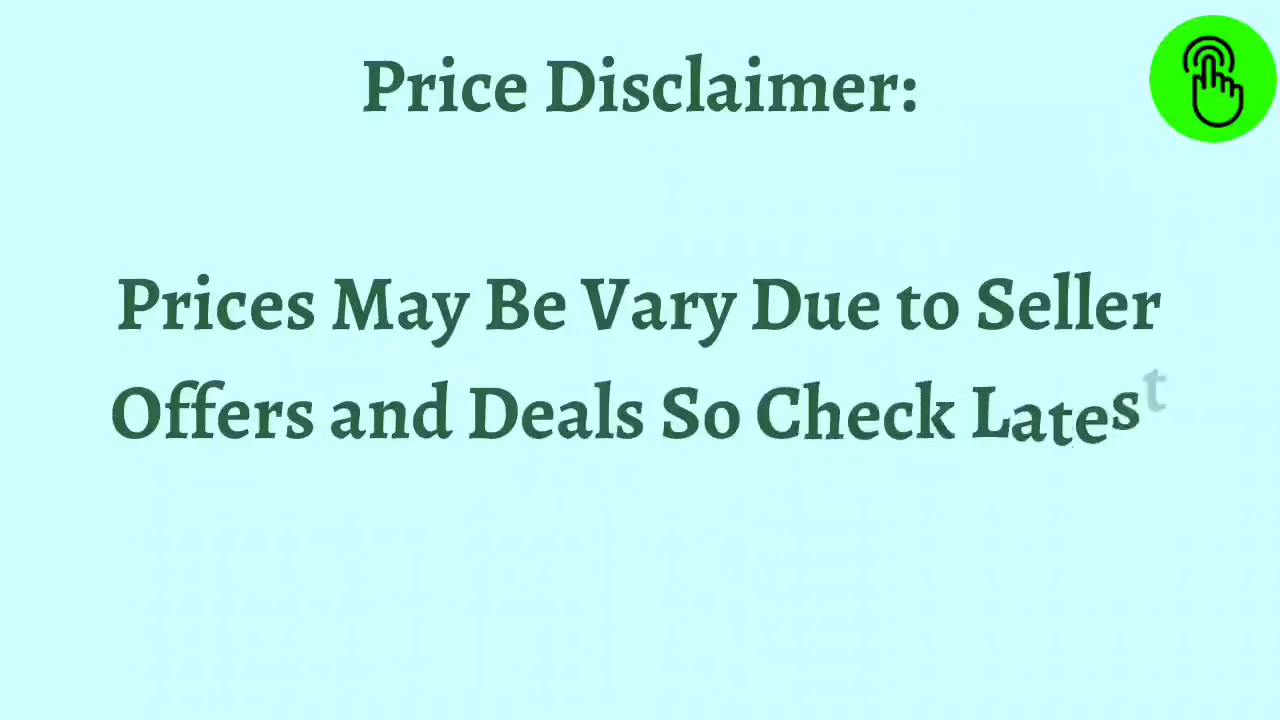 Price Disclaimer:
Prices May Be Vary Due to Seller
Offers and Deals So Check Latest